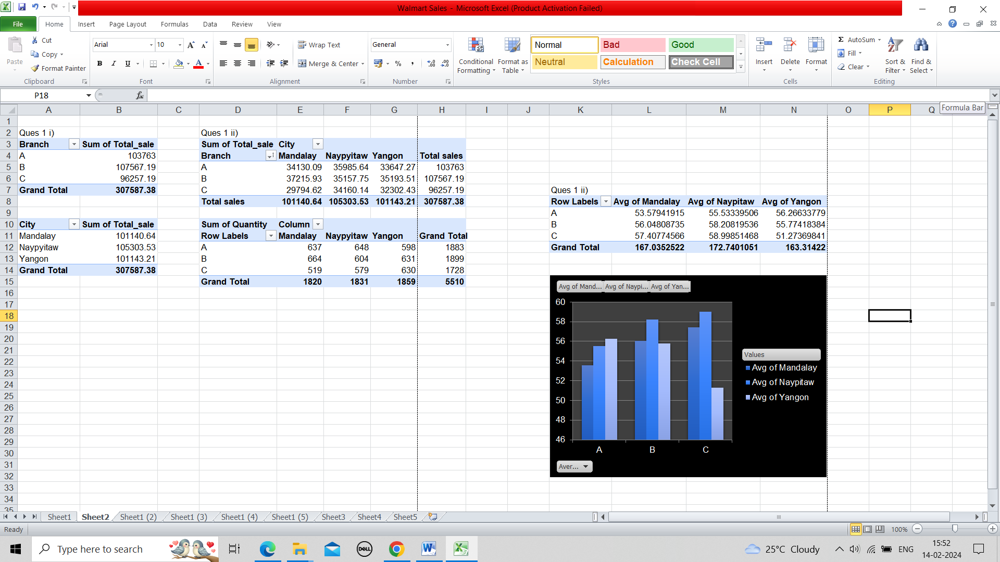 Walmart Sales - Microsoft Excel (Product Activation Failed)
File Home Insert Page Layout Formulas Data Review View
Paste
Cut
Copy
Format Painter
Clipboard
Arial 10
B I U
Font
Wrap Text
Merge & Center
Alignment
General
% ,
Number
Conditional Formatting
Format as Table
Normal Bad Good
Neutral Calculation Check Cell
Styles
Insert Delete Format
Cells
Σ AutoSum
Fill
Clear
Sort & Filter
Find & Select
Editing
P18 fx
Formula Bar
A B C D E F G H I J K L M N O P Q
1
2 Ques 1 i) Ques 1 ii)
3 Branch Sum of Total_sale Sum of Total_sale City
4 A 103763 Branch Mandalay Naypyitaw Yangon Total sales
5 B 107567.19 A 34130.09 35985.64 33647.27 103763
6 C 96257.19 B 37215.93 35157.75 35193.51 107567.19
7 Grand Total 307587.38 C 29794.62 34160.14 32302.43 96257.19 Ques 1 ii)
8 Total sales 101140.64 105303.53 101143.21 307587.38 Row Labels Avg of Mandalay Avg of Naypitaw Avg of Yangon
9 A 53.57941915 55.53339506 56.26633779
10 City Sum of Total_sale Sum of Quantity Column B 56.04808735 58.20819536 55.77418384
11 Mandalay 101140.64 Row Labels Mandalay Naypyitaw Yangon Grand Total C 57.40774566 58.99851468 51.27369841
12 Naypyitaw 105303.53 A 637 648 598 1883 Grand Total 167.0352522 172.7401051 163.31422
13 Yangon 101143.21 B 664 604 631 1899
14 Grand Total 307587.38 C 519 579 630 1728
15 Grand Total 1820 1831 1859 5510
16
17
18
19
20
21
22
23
24
25
26
27
28
29
30
31
32
33
34
35
Avg of Mand... Avg of Naypi... Avg of Yan...
60
58
56
54
52
50
48
46
A B C
Values
Avg of Mandalay
Avg of Naypitaw
Avg of Yangon
Aver...
Sheet1 Sheet2 Sheet1 (2) Sheet1 (3) Sheet1 (4) Sheet1 (5) Sheet3 Sheet4 Sheet5
Ready 100%
Type here to search
DELL
25°C Cloudy
ENG
15:52
14-02-2024